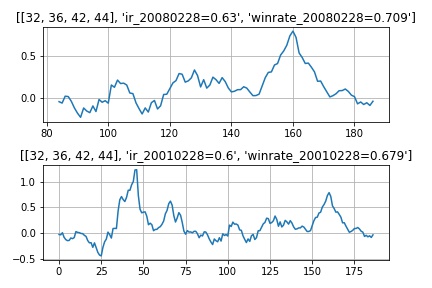 [[32, 36, 42, 44], 'ir_20080228=0.63', 'winrate_20080228=0.709']
0.5
0.0
80 100 120 140 160 180
[[32, 36, 42, 44], 'ir_20010228=0.6', 'winrate_20010228=0.679']
1.0
0.5
0.0
−0.5
0 25 50 75 100 125 150 175